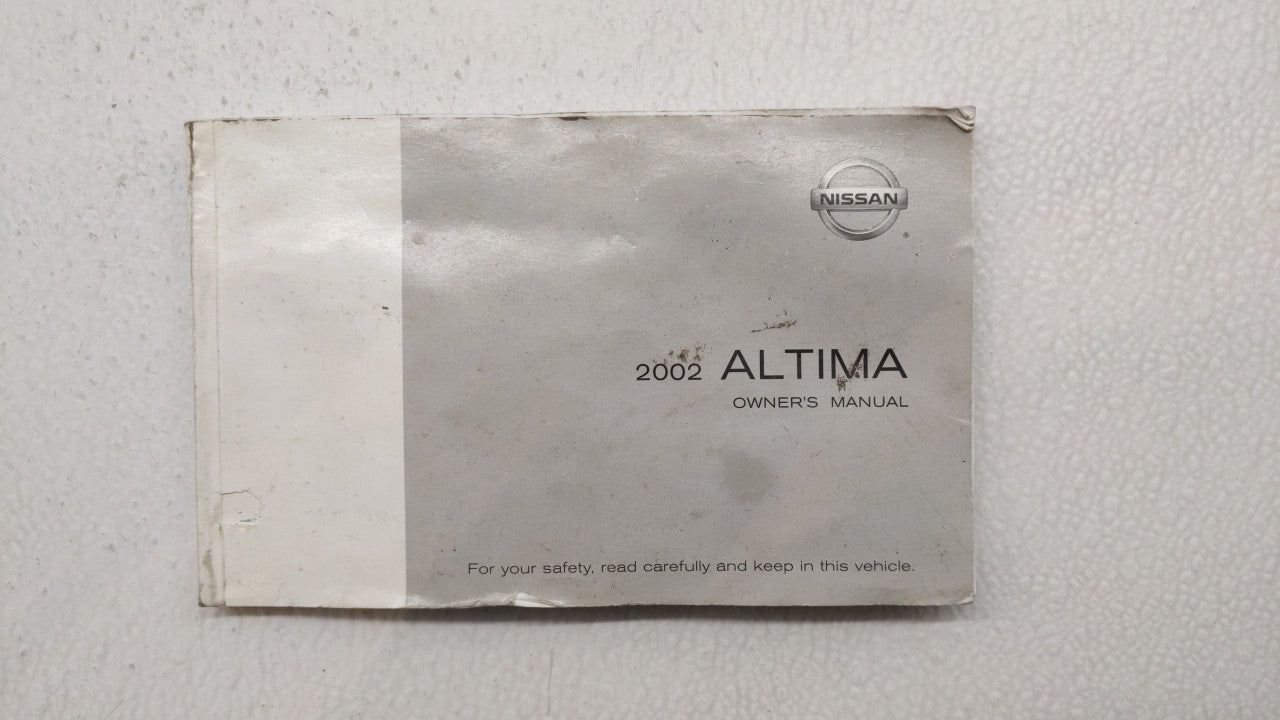 NISSAN
®
2002 ALTIMA
OWNER'S MANUAL
For your safety, read carefully and keep in this vehicle.